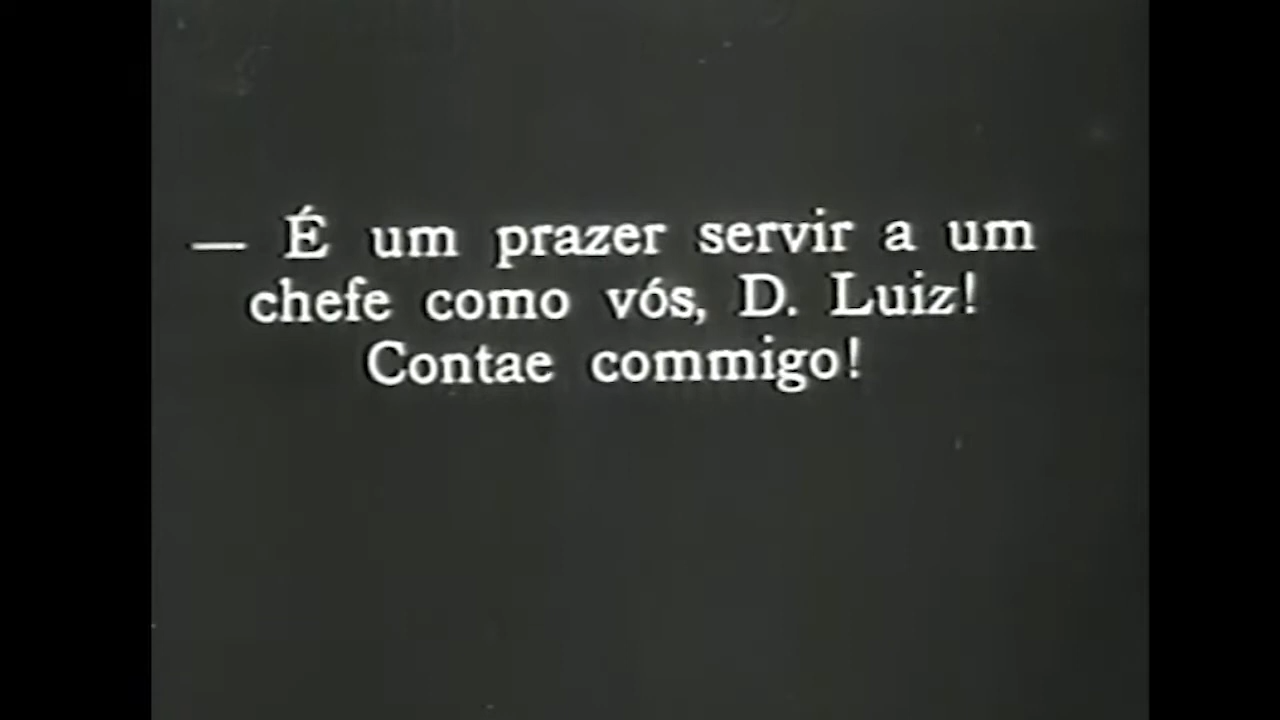 — É um prazer servir a um
chefe como vós, D. Luiz!
Contae commigo!